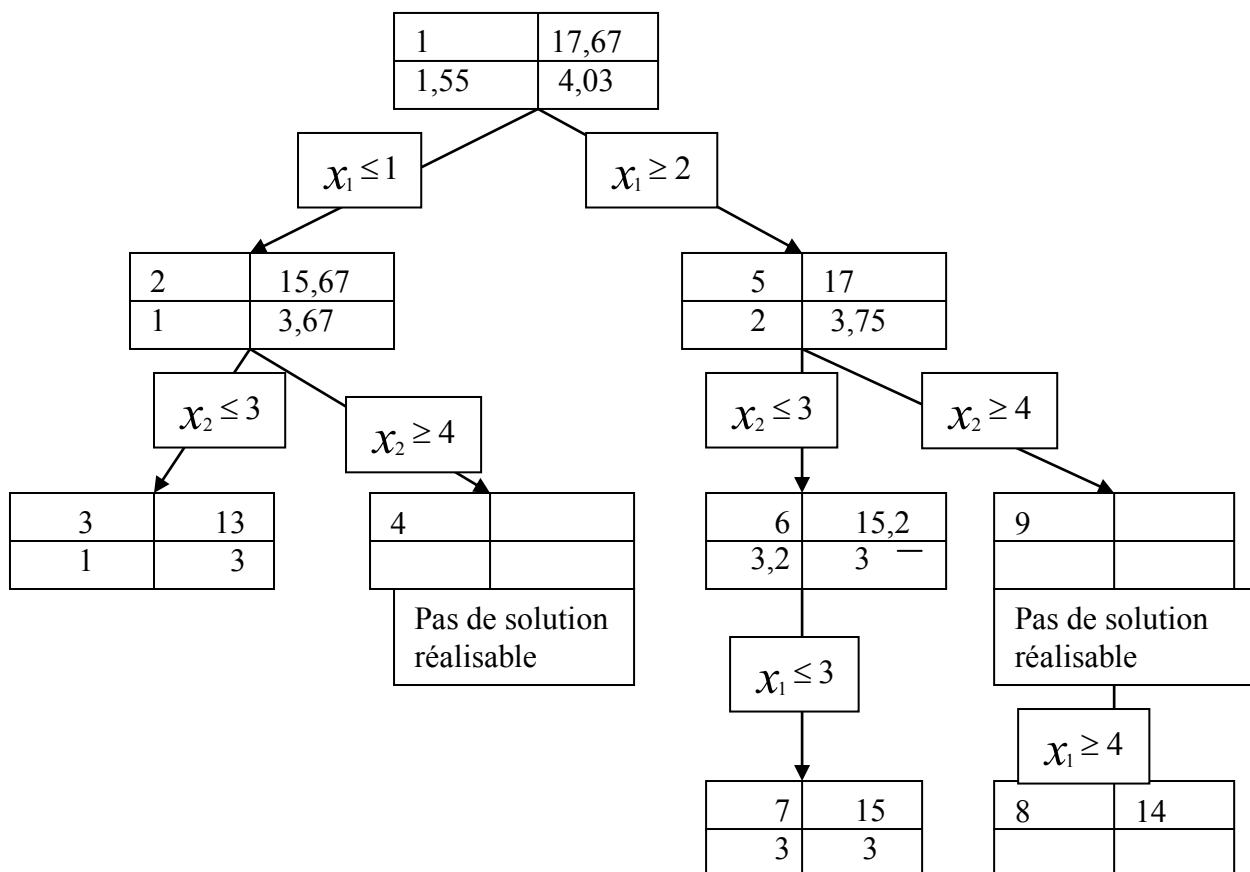 1 17,67
1,55 4,03
x₁ ≤ 1
x₁ ≥ 2
2 15,67
1 3,67
5 17
2 3,75
x₂ ≤ 3
x₂ ≥ 4
x₂ ≤ 3
x₂ ≥ 4
3 13
1 3
4
Pas de solution
réalisable
6 15,2
3,2 3 —
9
Pas de solution
réalisable
x₁ ≤ 3
x₁ ≥ 4
7 15
3 3
8 14